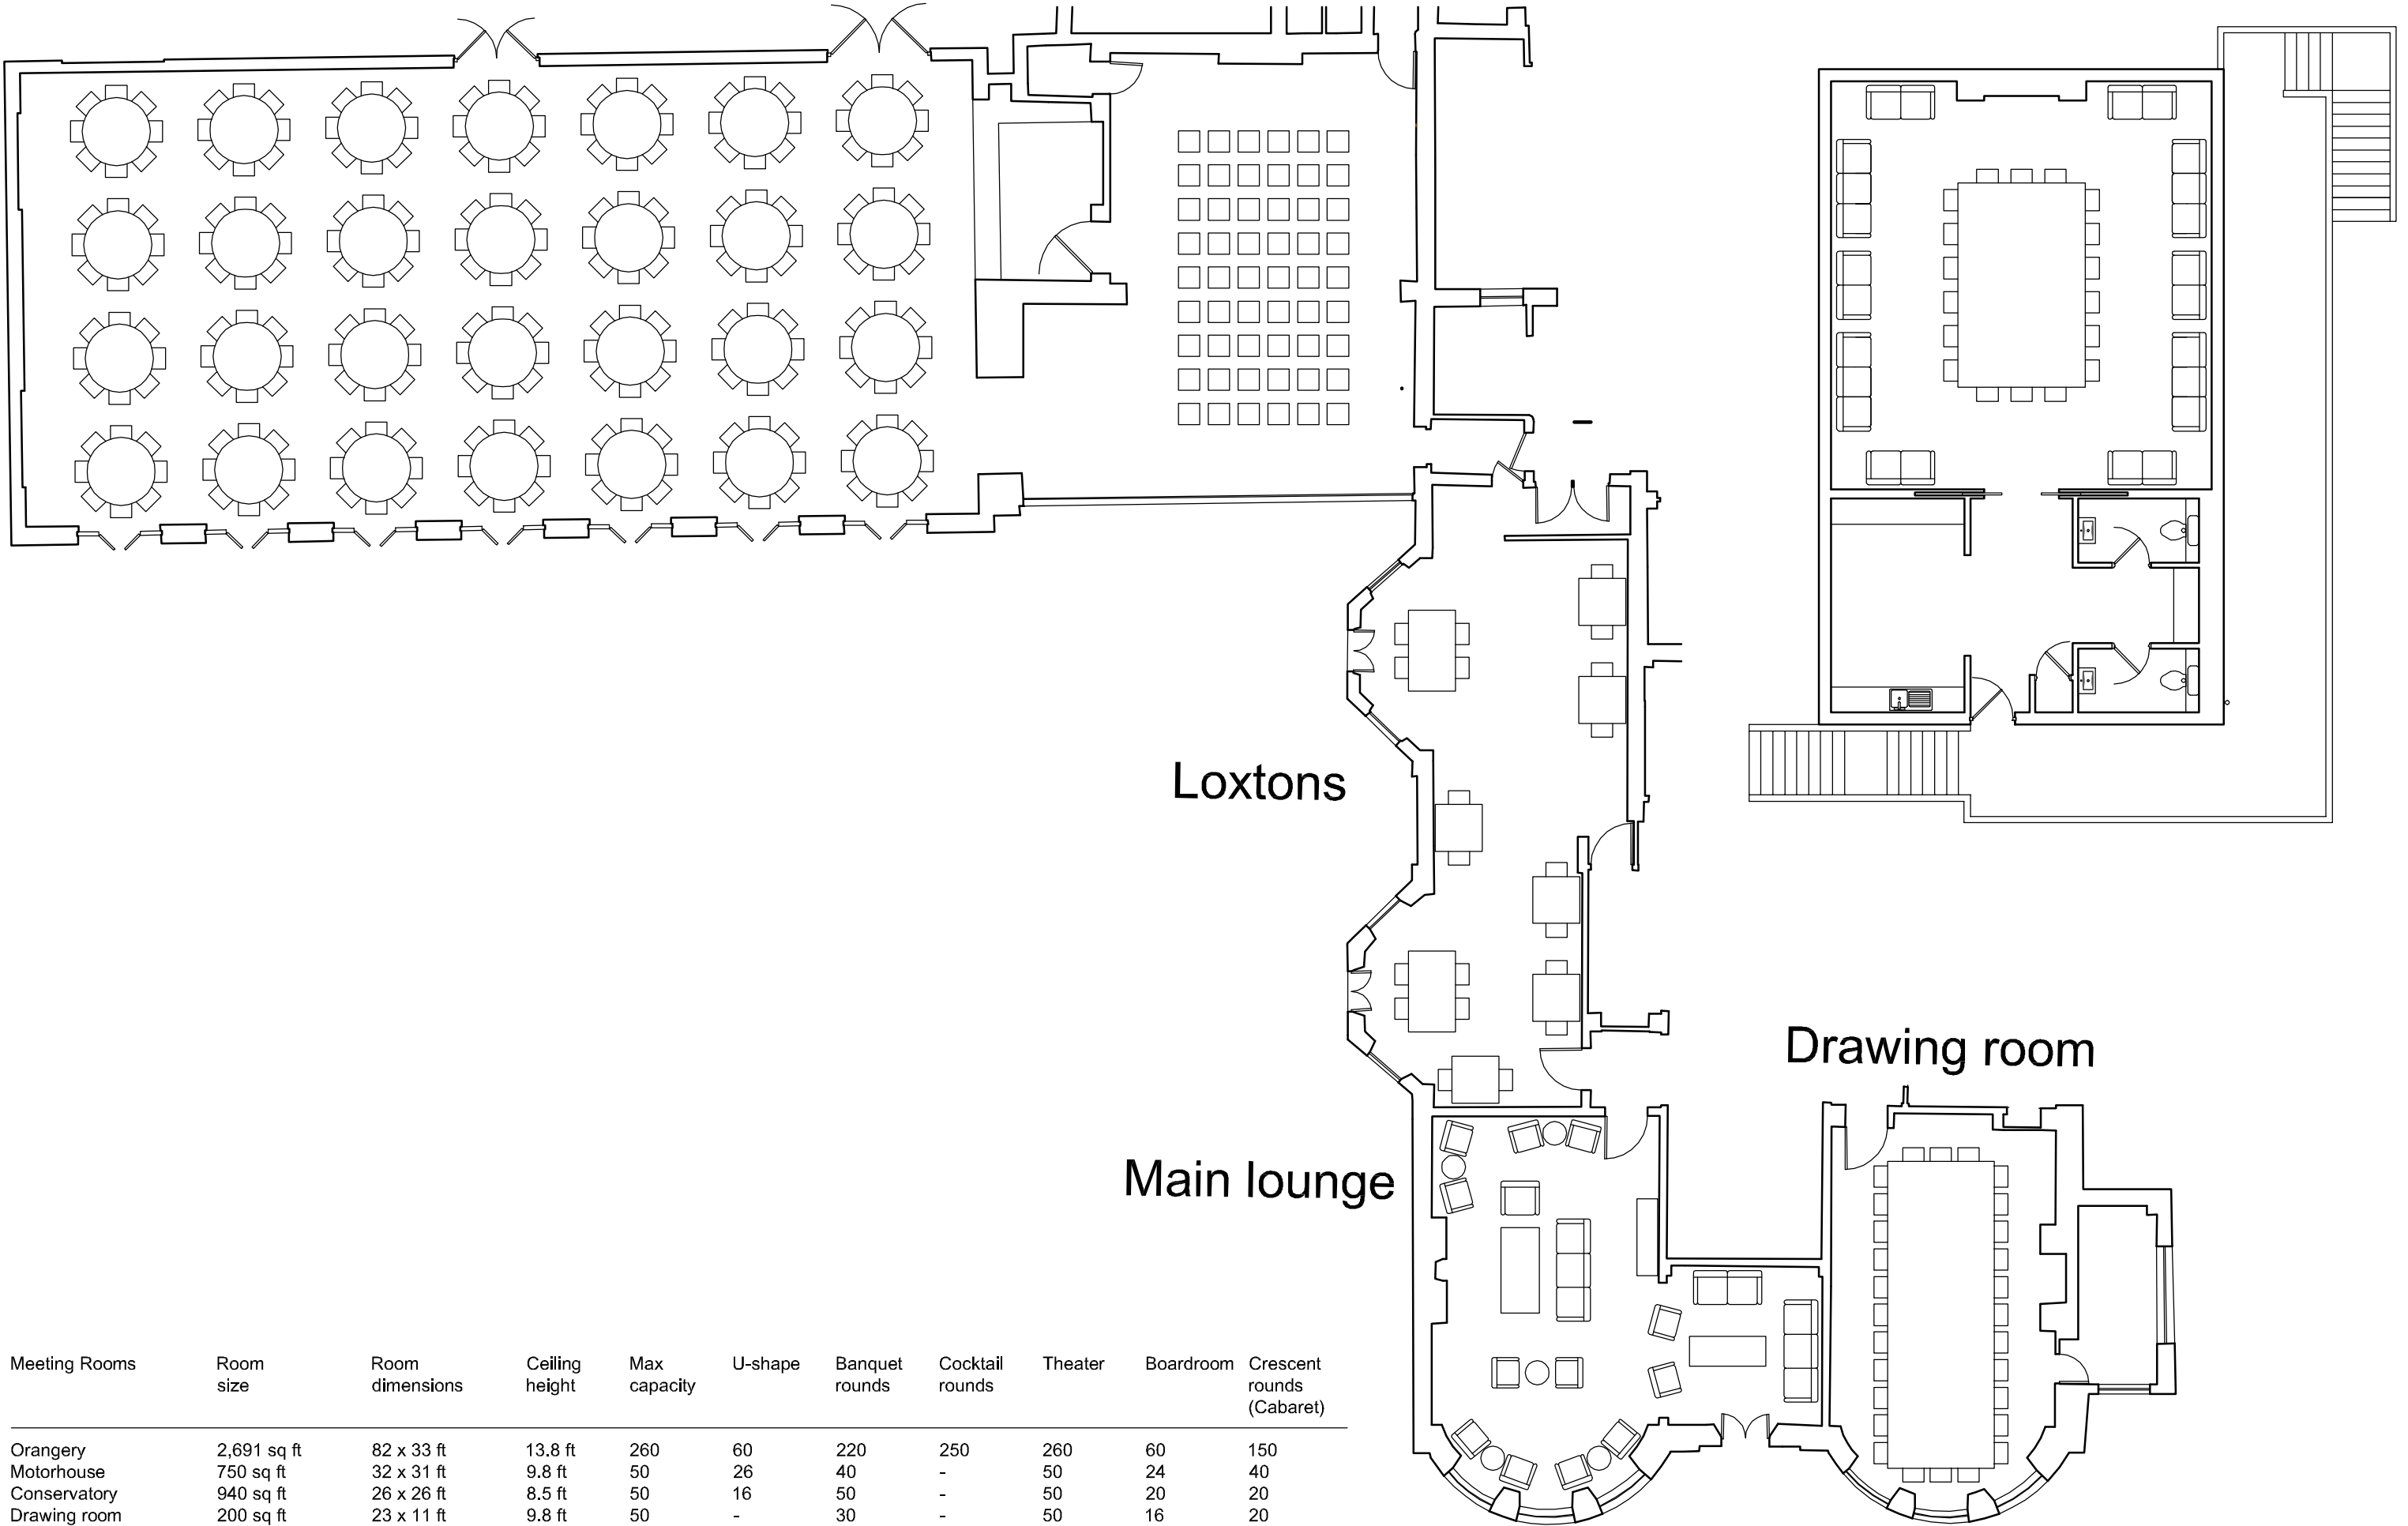 Loxtons
Drawing room
Main lounge
Meeting Rooms Room size Room dimensions Ceiling height Max capacity U-shape Banquet rounds Cocktail rounds Theater Boardroom Crescent rounds (Cabaret)
Orangery 2,691 sq ft 82 x 33 ft 13.8 ft 260 60 220 250 260 60 150
Motorhouse 750 sq ft 32 x 31 ft 9.8 ft 50 26 40 - 50 24 40
Conservatory 940 sq ft 26 x 26 ft 8.5 ft 50 16 50 - 50 20 20
Drawing room 200 sq ft 23 x 11 ft 9.8 ft 50 - 30 - 50 16 20